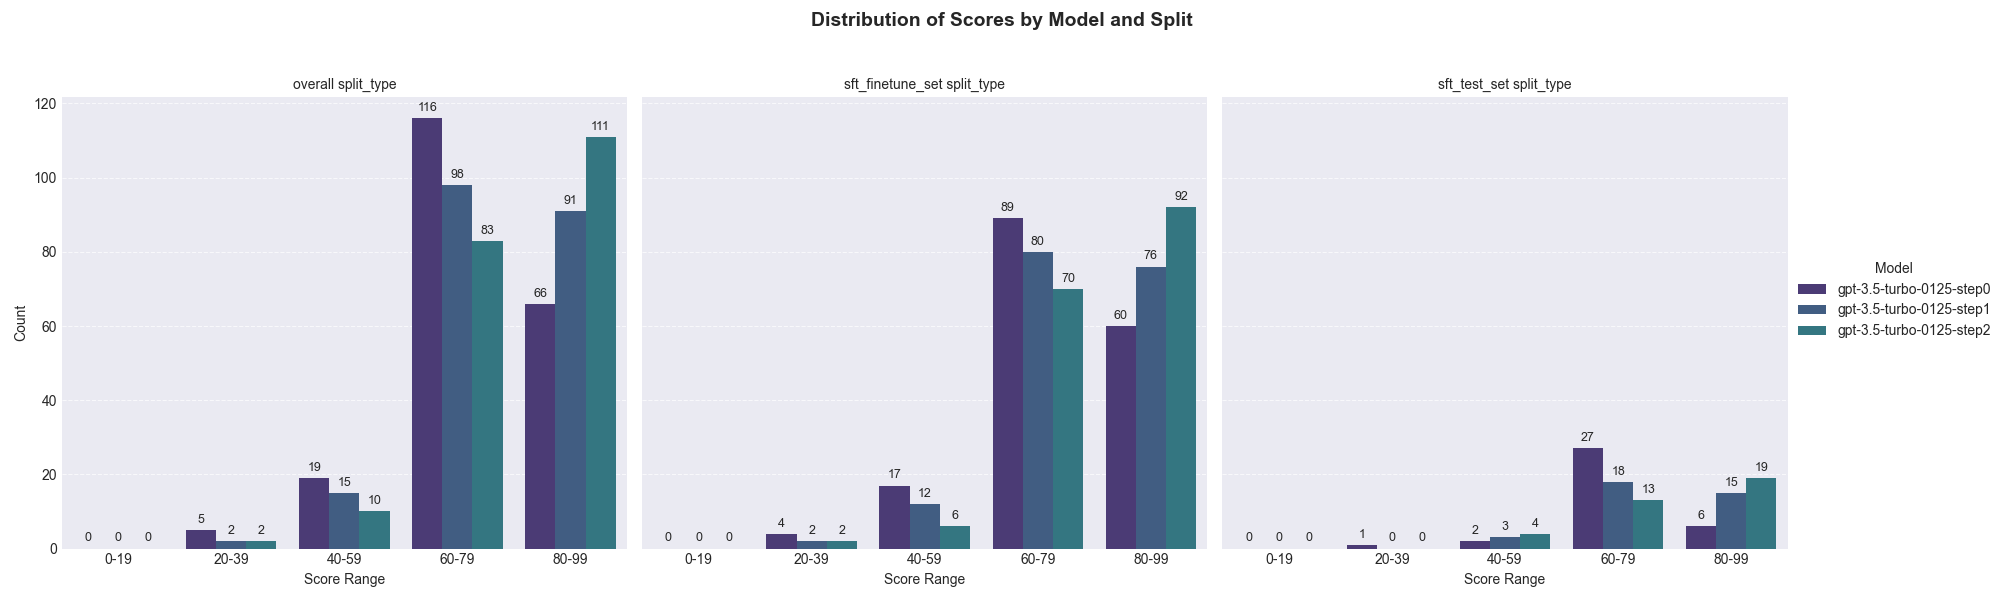 Distribution of Scores by Model and Split
overall split_type
sft_finetune_set split_type
sft_test_set split_type
Count
120
100
80
60
40
20
0
0 0 0
5 2 2
19 15 10
116 98 83
66 91 111
0-19 20-39 40-59 60-79 80-99
Score Range
0 0 0
4 2 2
17 12 6
89 80 70
60 76 92
0-19 20-39 40-59 60-79 80-99
Score Range
0 0 0
1 0 0
2 3 4
27 18 13
6 15 19
0-19 20-39 40-59 60-79 80-99
Score Range
Model
gpt-3.5-turbo-0125-step0
gpt-3.5-turbo-0125-step1
gpt-3.5-turbo-0125-step2